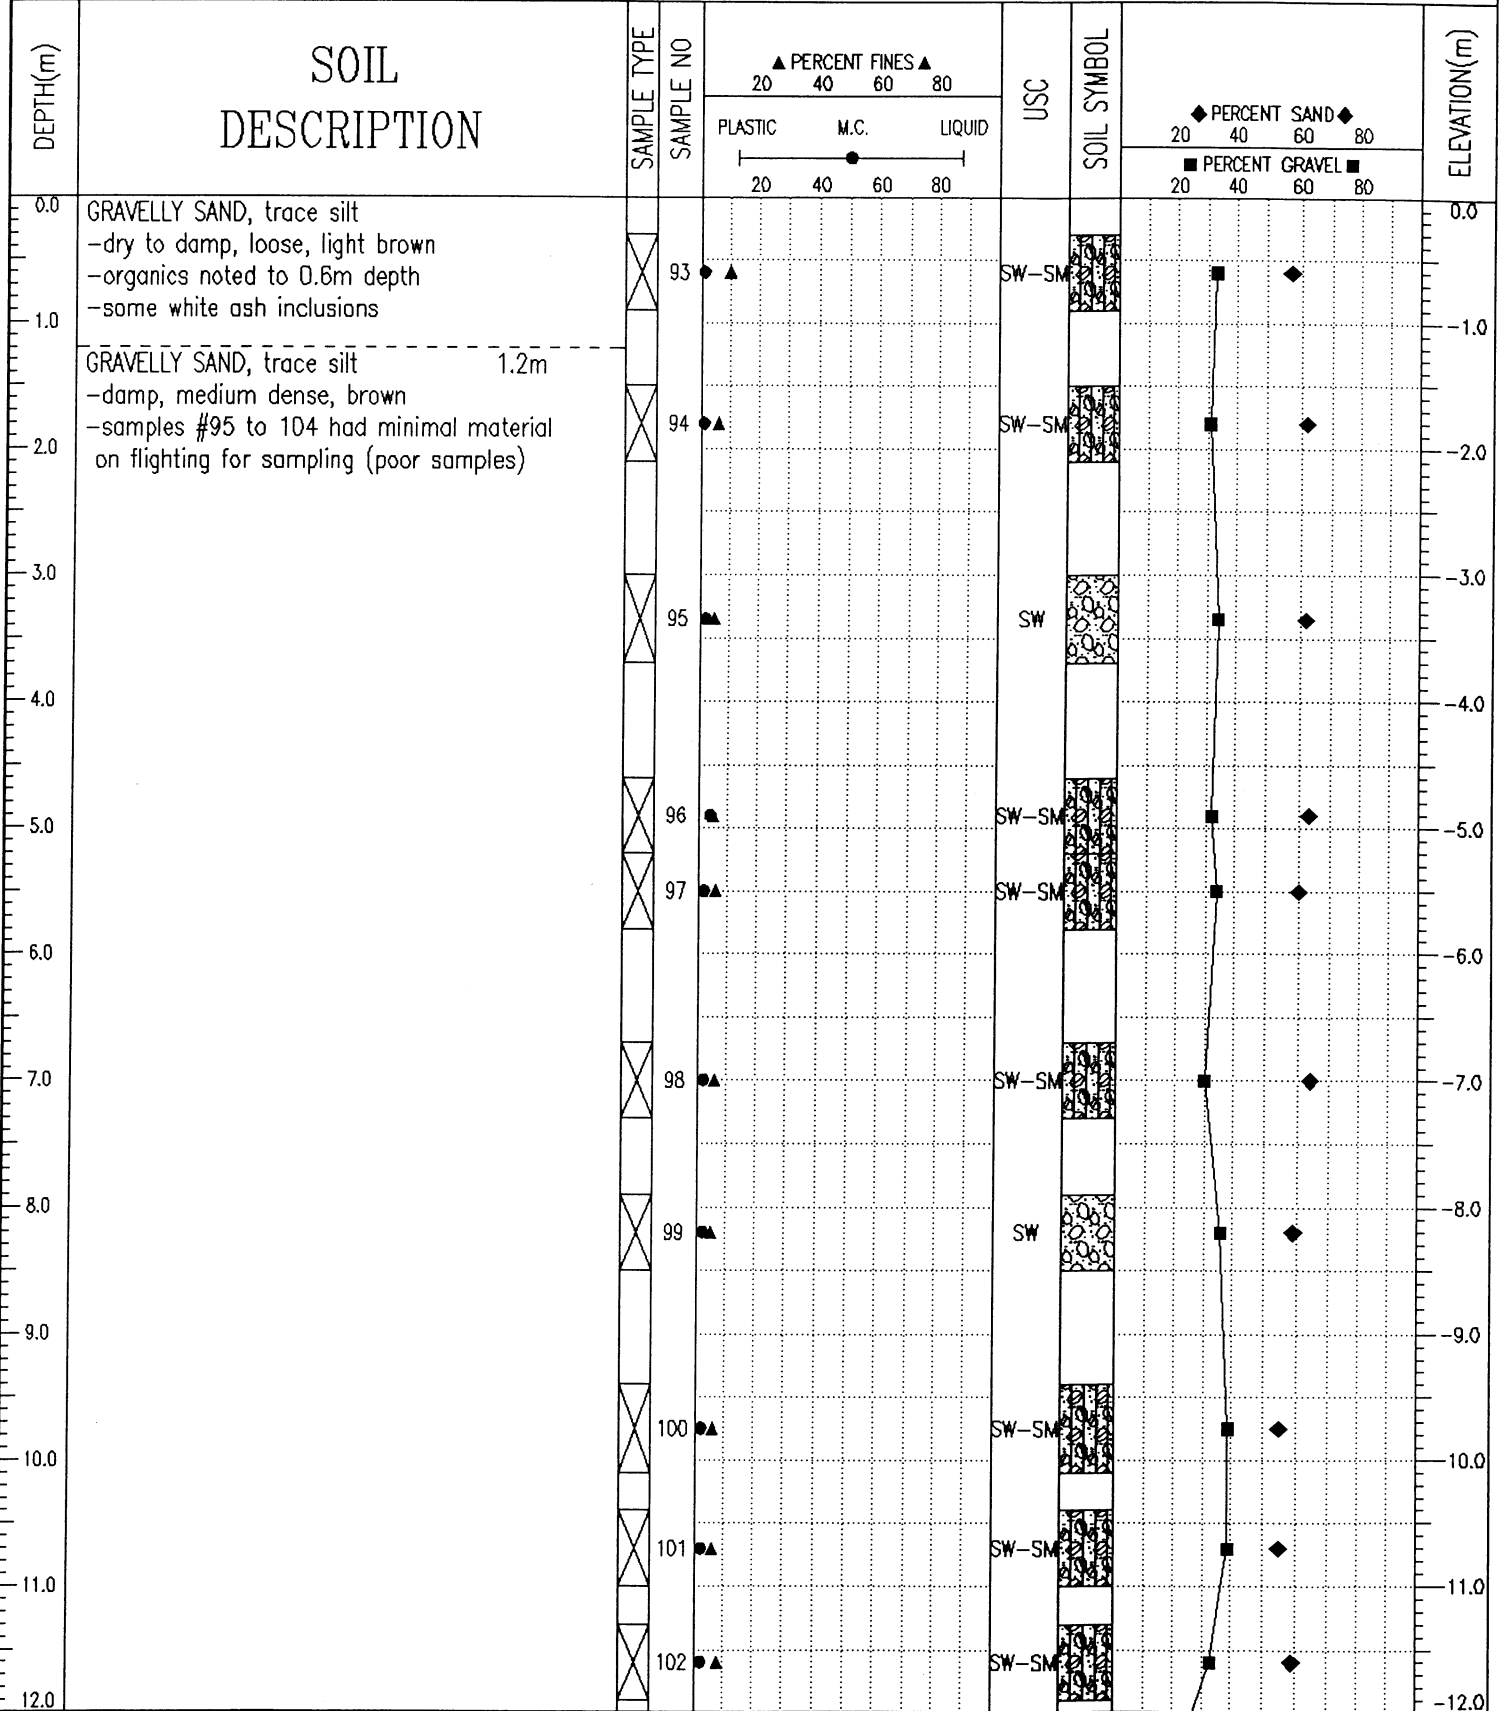 DEPTH(m)
SOIL
DESCRIPTION
SAMPLE TYPE
SAMPLE NO
▲ PERCENT FINES ▲
20 40 60 80
PLASTIC M.C. LIQUID
20 40 60 80
USC
SOIL SYMBOL
◆ PERCENT SAND ◆
20 40 60 80
■ PERCENT GRAVEL ■
20 40 60 80
ELEVATION(m)
0.0
GRAVELLY SAND, trace silt
-dry to damp, loose, light brown
-organics noted to 0.6m depth
-some white ash inclusions
93
SW-SM
0.0
1.0
-1.0
GRAVELLY SAND, trace silt 1.2m
-damp, medium dense, brown
-samples #95 to 104 had minimal material
on flighting for sampling (poor samples)
94
SW-SM
2.0
-2.0
3.0
-3.0
95
SW
4.0
-4.0
96
SW-SM
5.0
-5.0
97
SW-SM
6.0
-6.0
7.0
98
SW-SM
-7.0
8.0
-8.0
99
SW
9.0
-9.0
100
SW-SM
10.0
-10.0
101
SW-SM
11.0
-11.0
102
SW-SM
12.0
-12.0